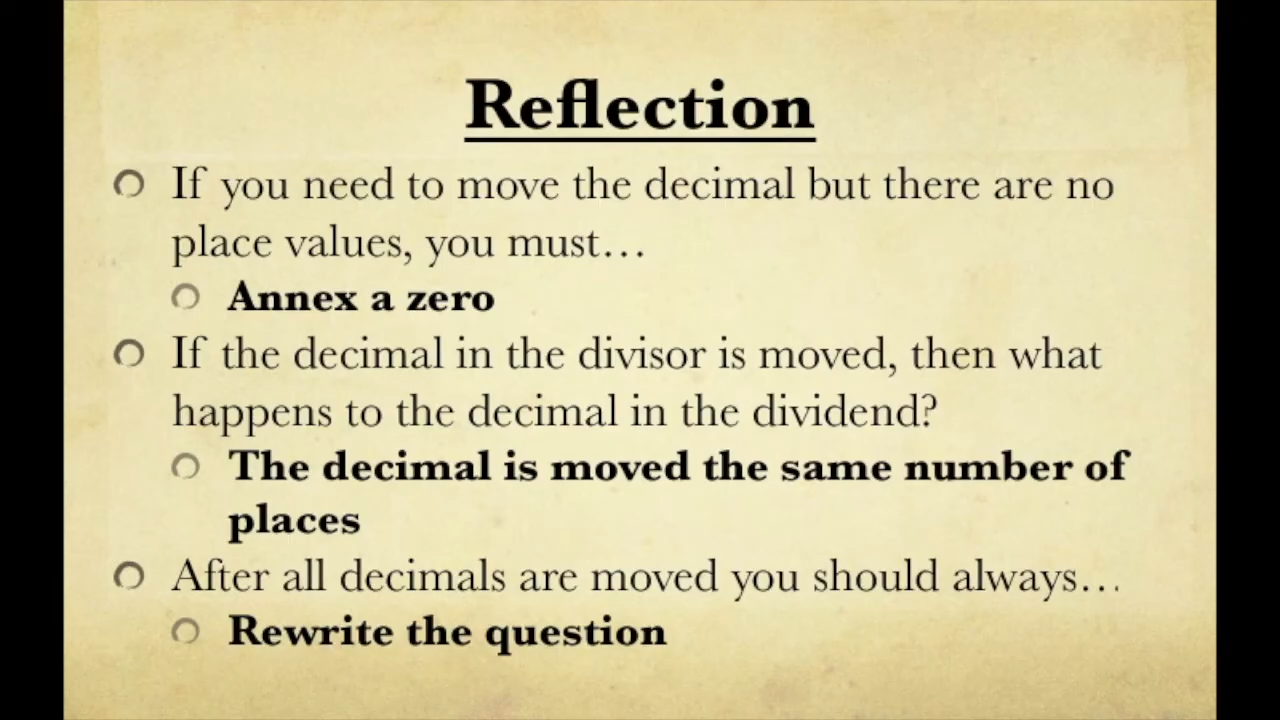 Reflection
If you need to move the decimal but there are no
place values, you must…
Annex a zero
If the decimal in the divisor is moved, then what
happens to the decimal in the dividend?
The decimal is moved the same number of
places
After all decimals are moved you should always…
Rewrite the question